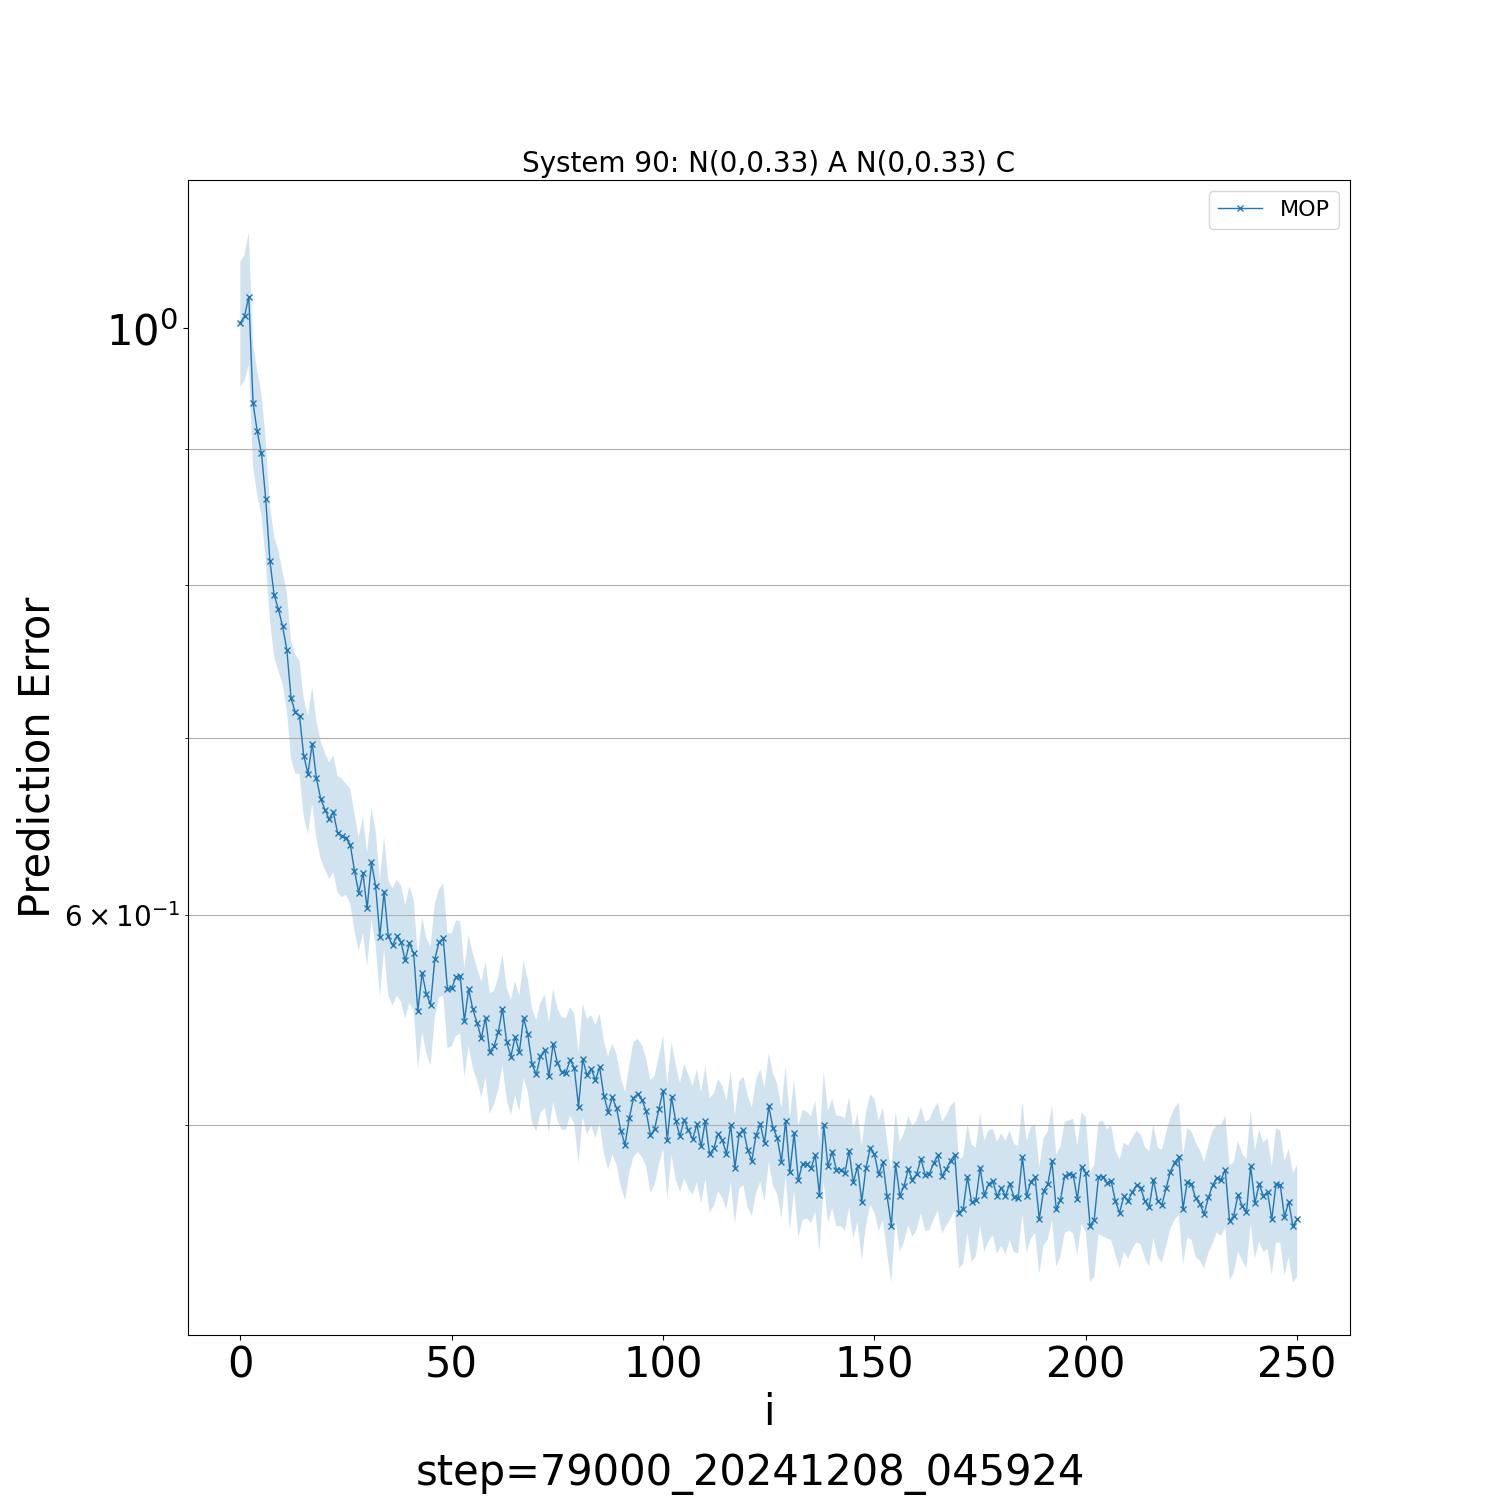 System 90: N(0,0.33) A N(0,0.33) C
MOP
10⁰
6 × 10⁻¹
Prediction Error
0 50 100 150 200 250
i
step=79000_20241208_045924